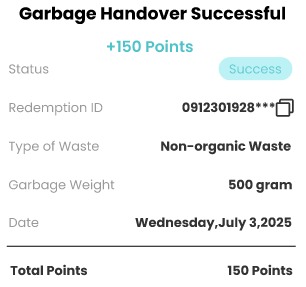 Garbage Handover Successful
+150 Points
Status Success
Redemption ID 0912301928***
Type of Waste Non-organic Waste
Garbage Weight 500 gram
Date Wednesday,July 3,2025
Total Points 150 Points